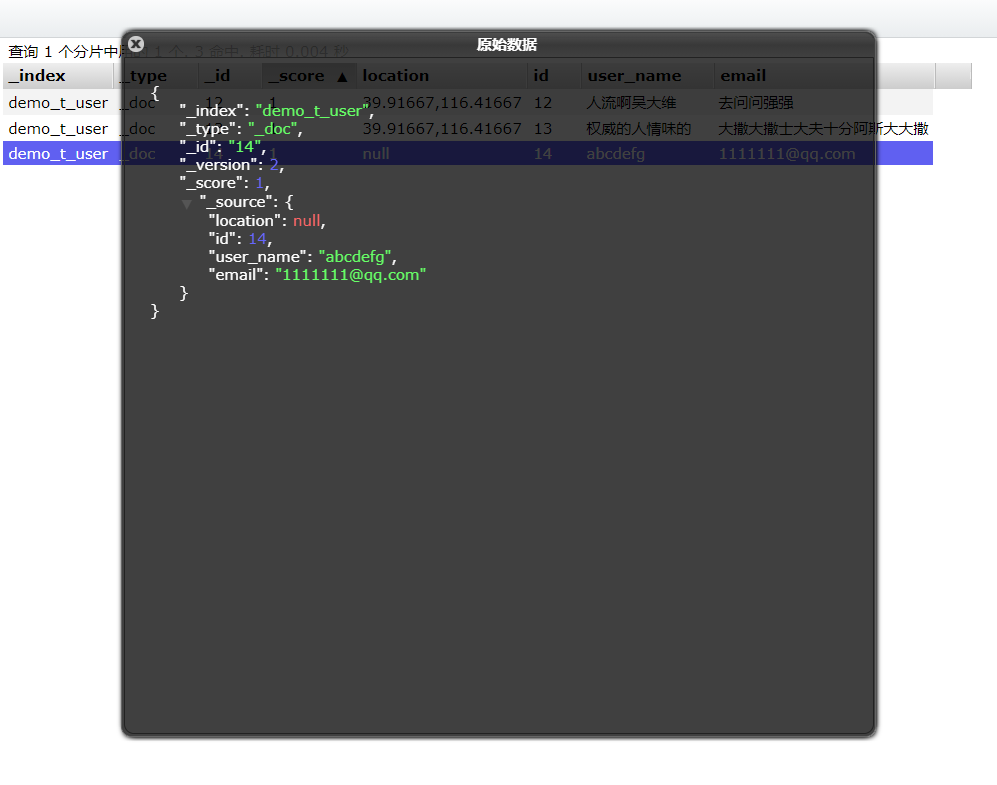 查询 1 个分片中用的 1 个. 3 命中. 耗时 0.004 秒
原始数据
_index _type _id _score ▲ location id user_name email
demo_t_user _doc 12 1 39.91667,116.41667 12 人流啊吴大维 去问问强强
demo_t_user _doc 13 1 39.91667,116.41667 13 权威的人情味的 大撒大撒士大夫十分阿斯大大撒
demo_t_user _doc 14 1 null 14 abcdefg 1111111@qq.com
{
"_index": "demo_t_user",
"_type": "_doc",
"_id": "14",
"_version": 2,
"_score": 1,
▼ "_source": {
"location": null,
"id": 14,
"user_name": "abcdefg",
"email": "1111111@qq.com"
}
}